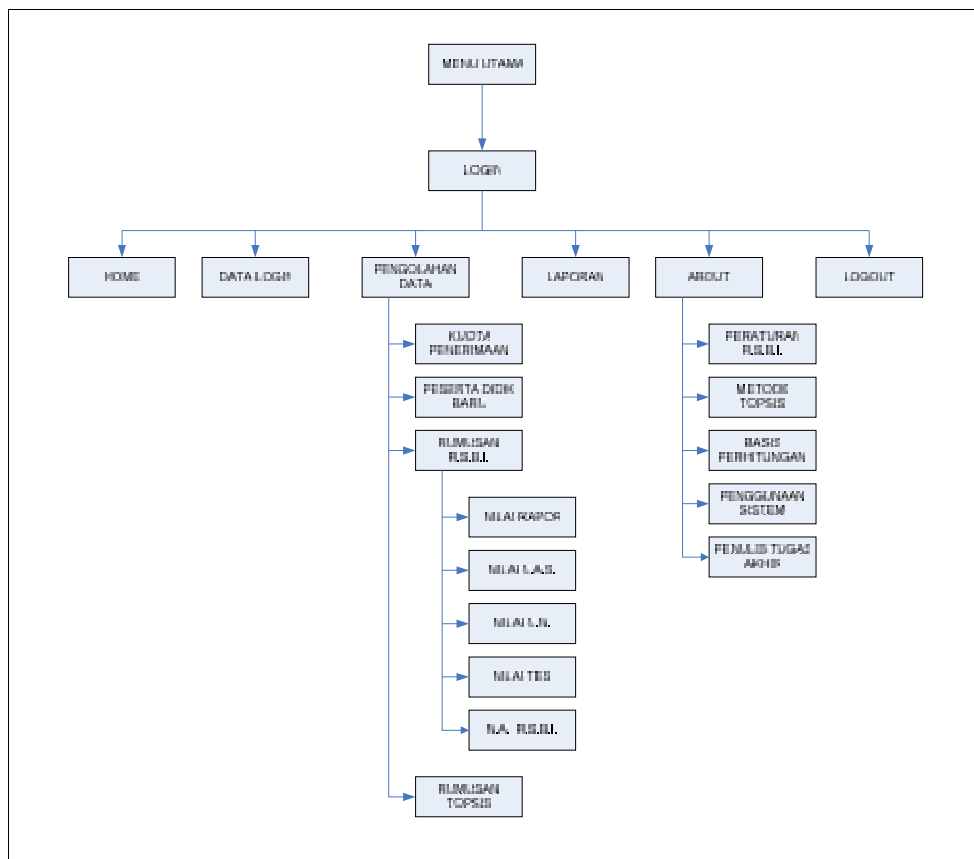 MENU UTAMA
LOGIN
HOME
DATA LOGIN
PENGOLAHAN
DATA
LAPORAN
ABOUT
LOGOUT
KUOTA
PENERIMAAN
PESERTA DIDIK
BARU
RUMUSAN
R.S.B.I.
NILAI RAPOR
NILAI U.A.S.
NILAI U.N.
NILAI TES
N.A. R.S.B.I.
RUMUSAN
TOPSIS
PERATURAN
R.S.B.I.
METODE
TOPSIS
BASIS
PERHITUNGAN
PENGGUNAAN
SISTEM
PENULIS TUGAS
AKHIR